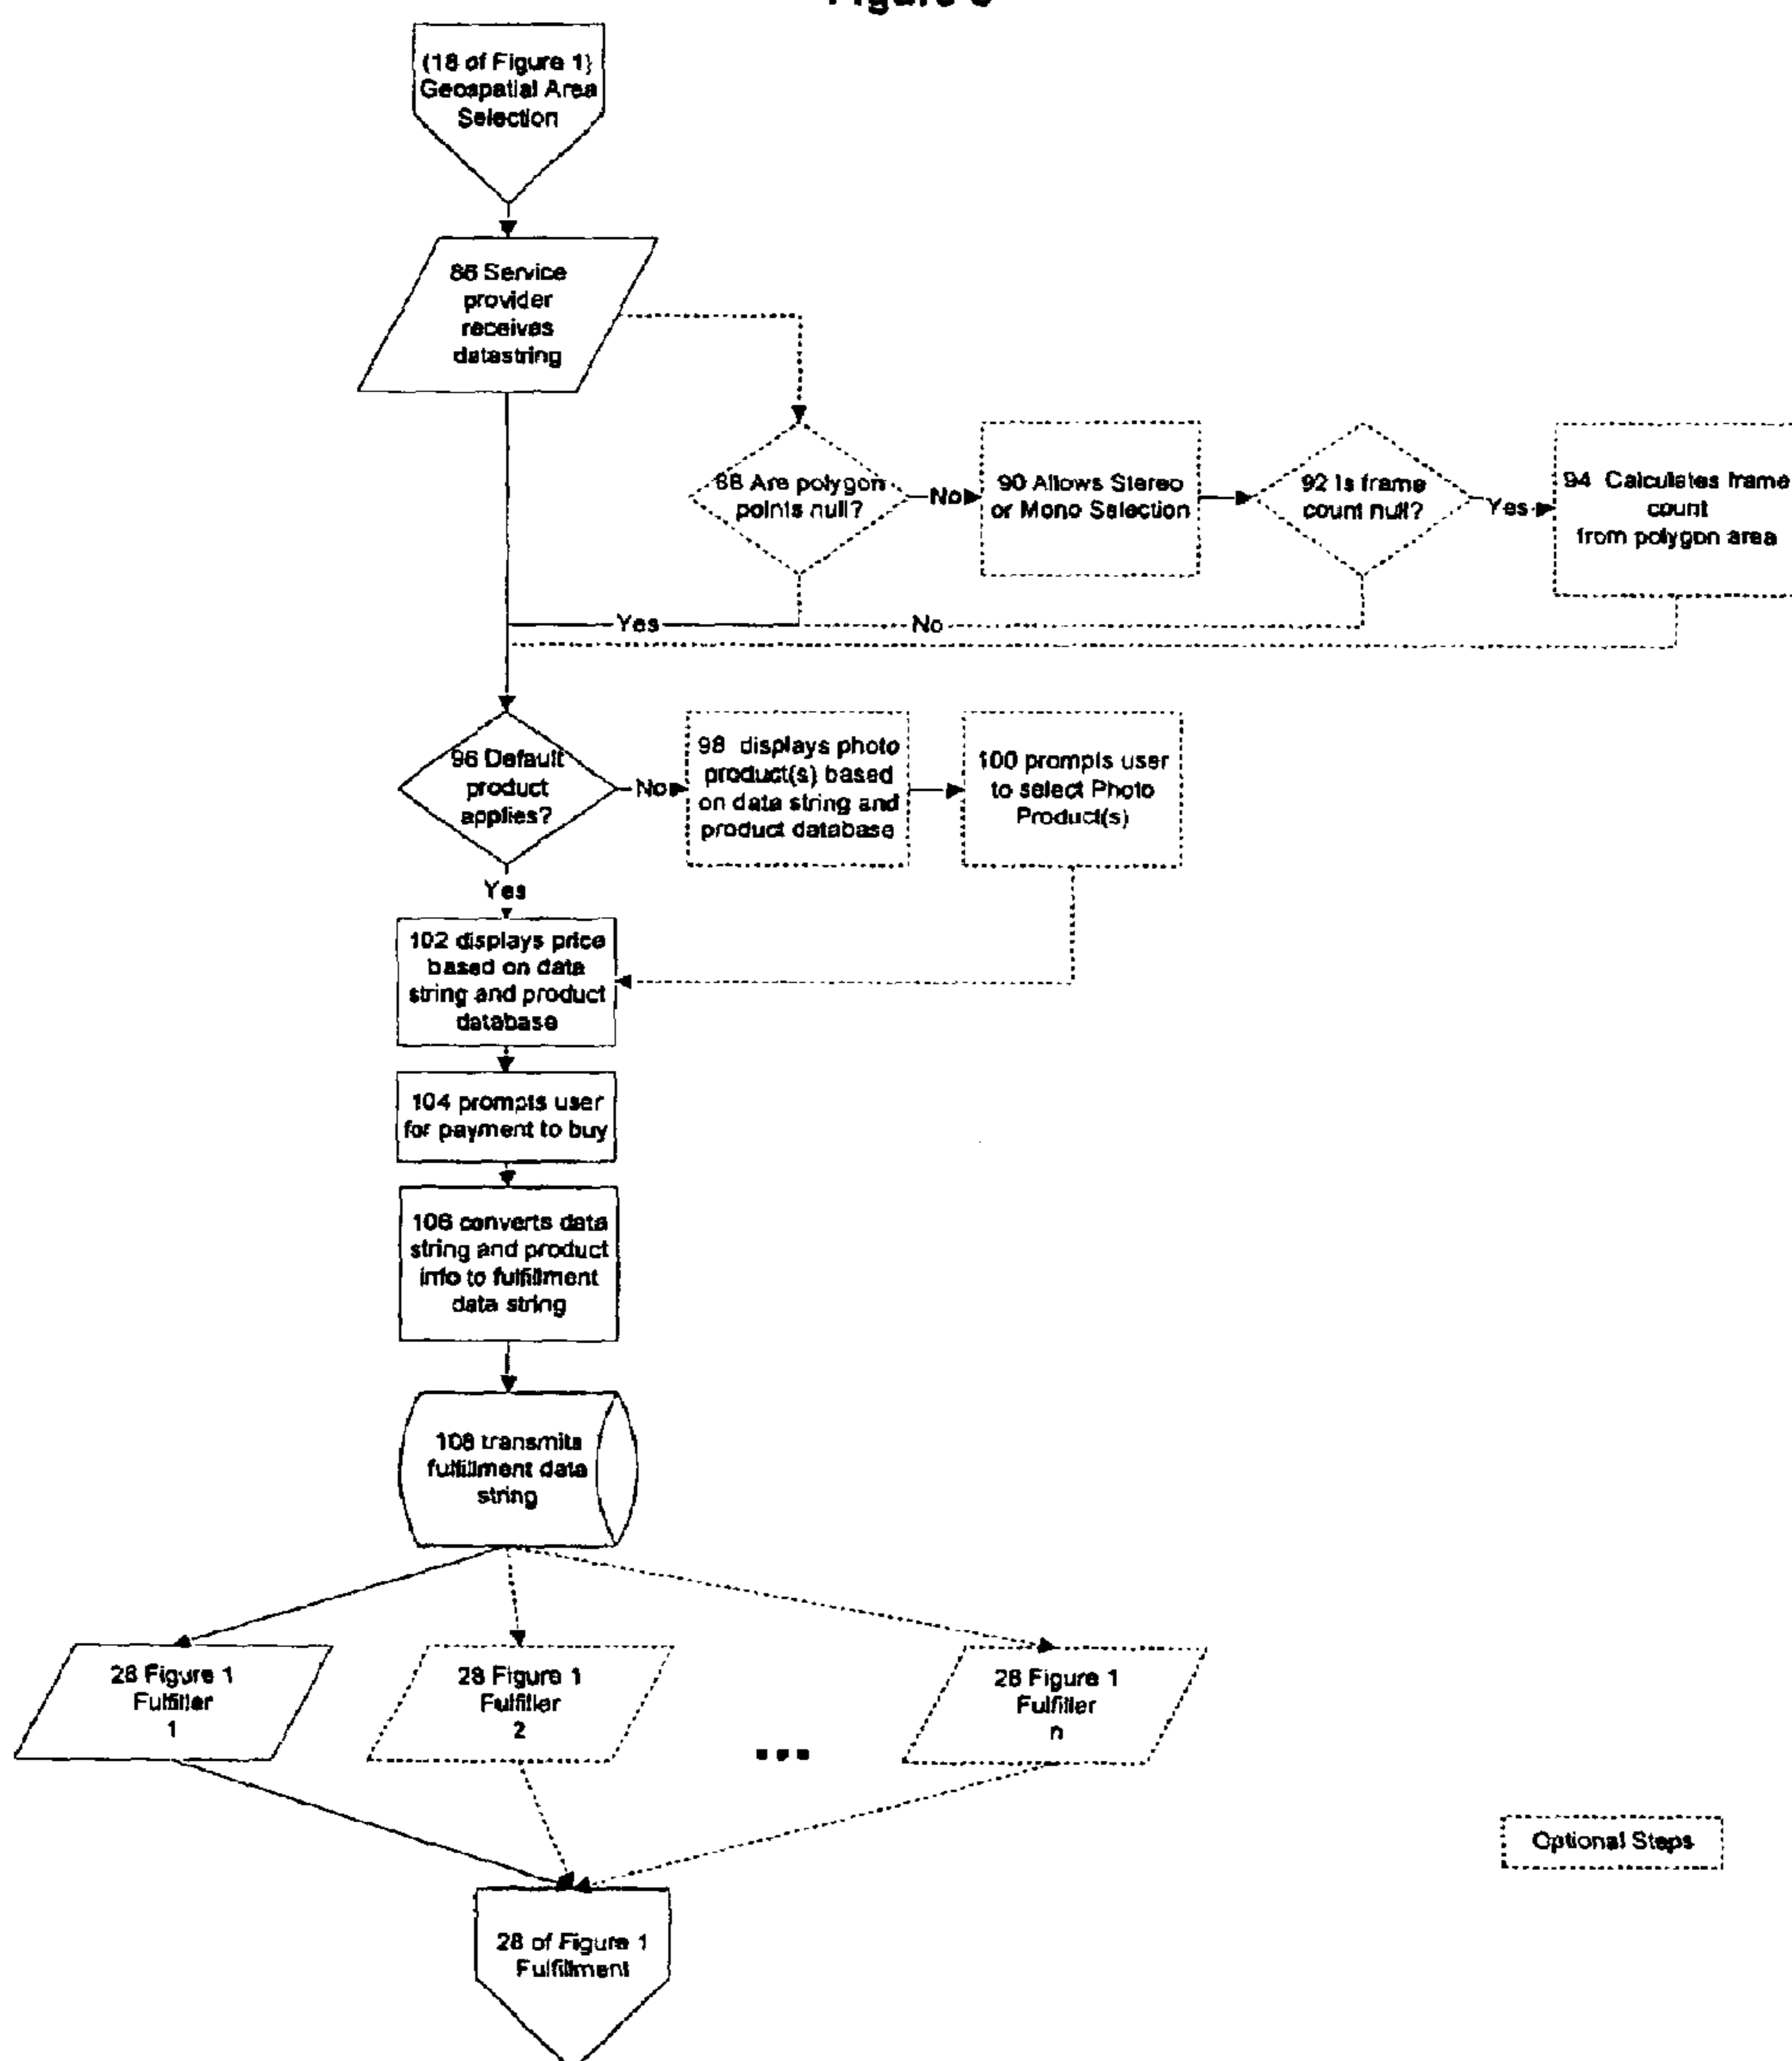 (18 of Figure 1)
Geospatial Area
Selection
86 Service
provider
receives
datastring
88 Are polygon
points null?
No
90 Allows Stereo
or Mono Selection
92 Is frame
count null?
Yes
94 Calculates frame
count
from polygon area
Yes
No
96 Default
product
applies?
No
98 displays photo
product(s) based
on data string and
product database
100 prompts user
to select Photo
Product(s)
Yes
102 displays price
based on data
string and product
database
104 prompts user
for payment to buy
106 converts data
string and product
info to fulfillment
data string
108 transmits
fulfillment data
string
28 Figure 1
Fulfiller
1
28 Figure 1
Fulfiller
2
...
28 Figure 1
Fulfiller
n
Optional Steps
28 of Figure 1
Fulfillment